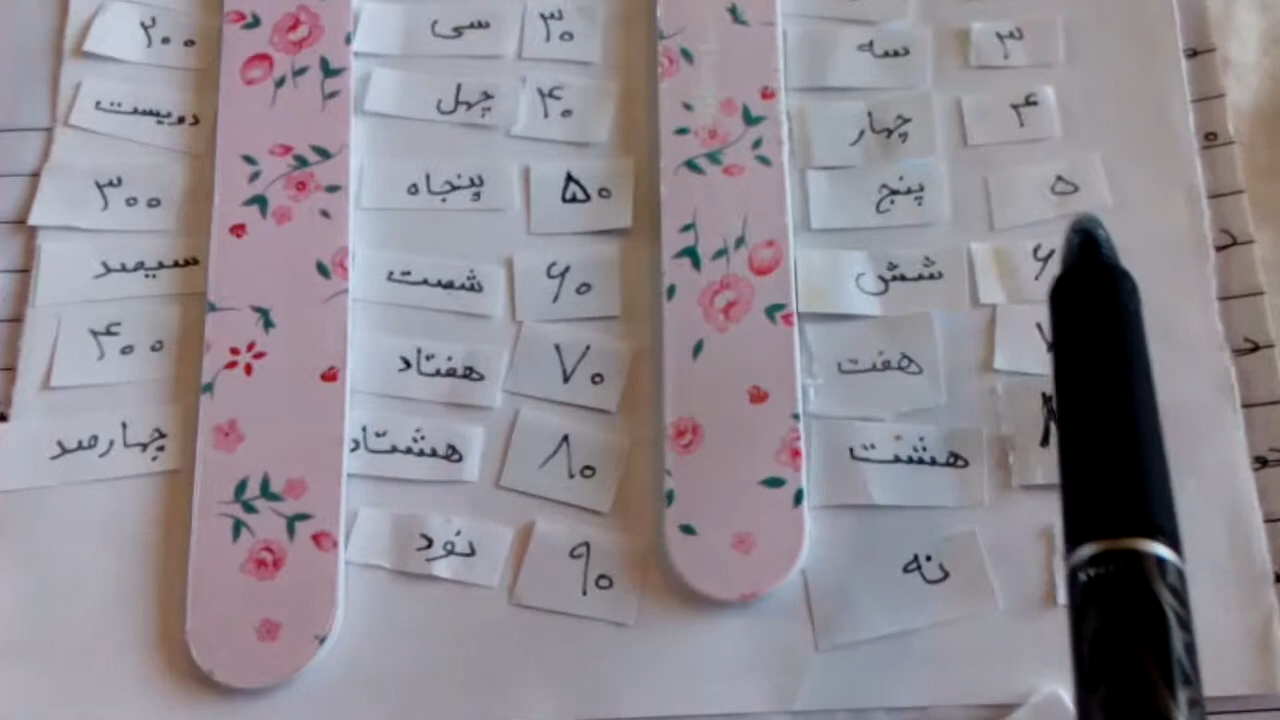 ۳ سه
۴ چهار
۵ پنج
۶ شش
هفت
هشت
نه
۳۰ سی
۴۰ چهل
۵۰ پنجاه
۶۰ شصت
۷۰ هفتاد
۸۰ هشتاد
۹۰ نود
۲۰۰
دویست
۳۰۰
سیصد
۴۰۰
چهارصد